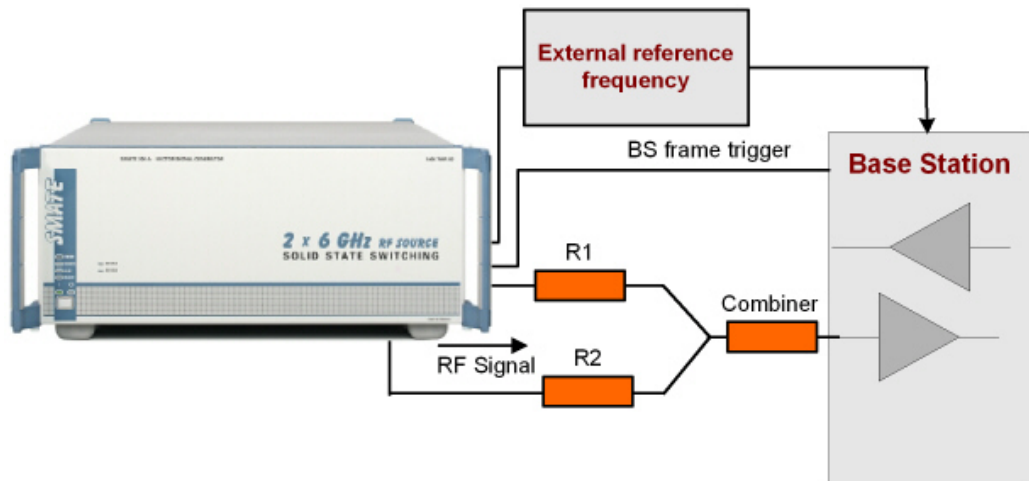 External reference
frequency
BS frame trigger
Base Station
SMATE
2 x 6 GHz RF SOURCE
SOLID STATE SWITCHING
R1
Combiner
RF Signal
R2